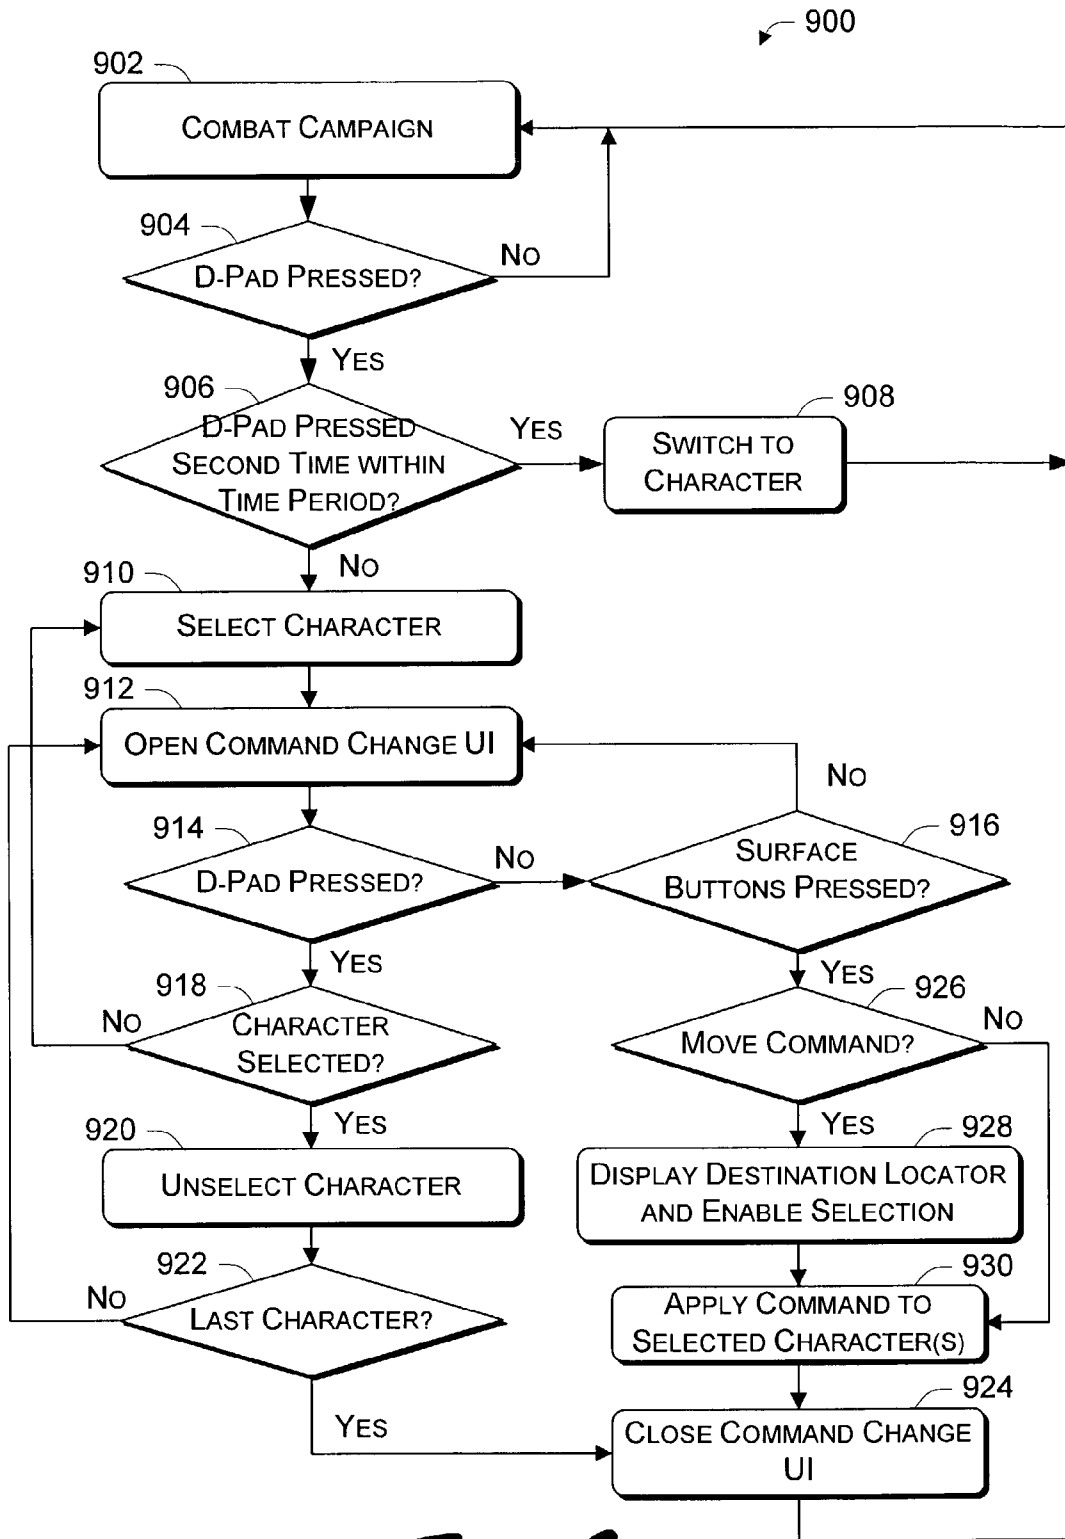 900
902
COMBAT CAMPAIGN
904
D-PAD PRESSED?
NO
YES
906
D-PAD PRESSED
SECOND TIME WITHIN
TIME PERIOD?
YES
908
SWITCH TO
CHARACTER
NO
910
SELECT CHARACTER
912
OPEN COMMAND CHANGE UI
NO
914
D-PAD PRESSED?
NO
916
SURFACE
BUTTONS PRESSED?
YES
YES
918
CHARACTER
SELECTED?
NO
926
MOVE COMMAND?
NO
YES
YES
920
UNSELECT CHARACTER
928
DISPLAY DESTINATION LOCATOR
AND ENABLE SELECTION
922
LAST CHARACTER?
NO
930
APPLY COMMAND TO
SELECTED CHARACTER(S)
YES
924
CLOSE COMMAND CHANGE
UI